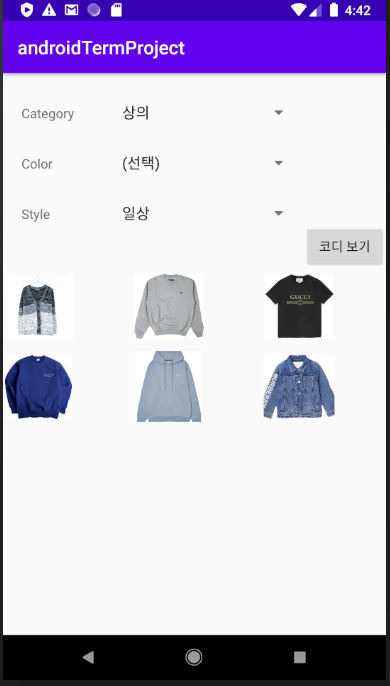 4:42
androidTermProject
Category 상의
Color (선택)
Style 일상
코디 보기
GUCCI